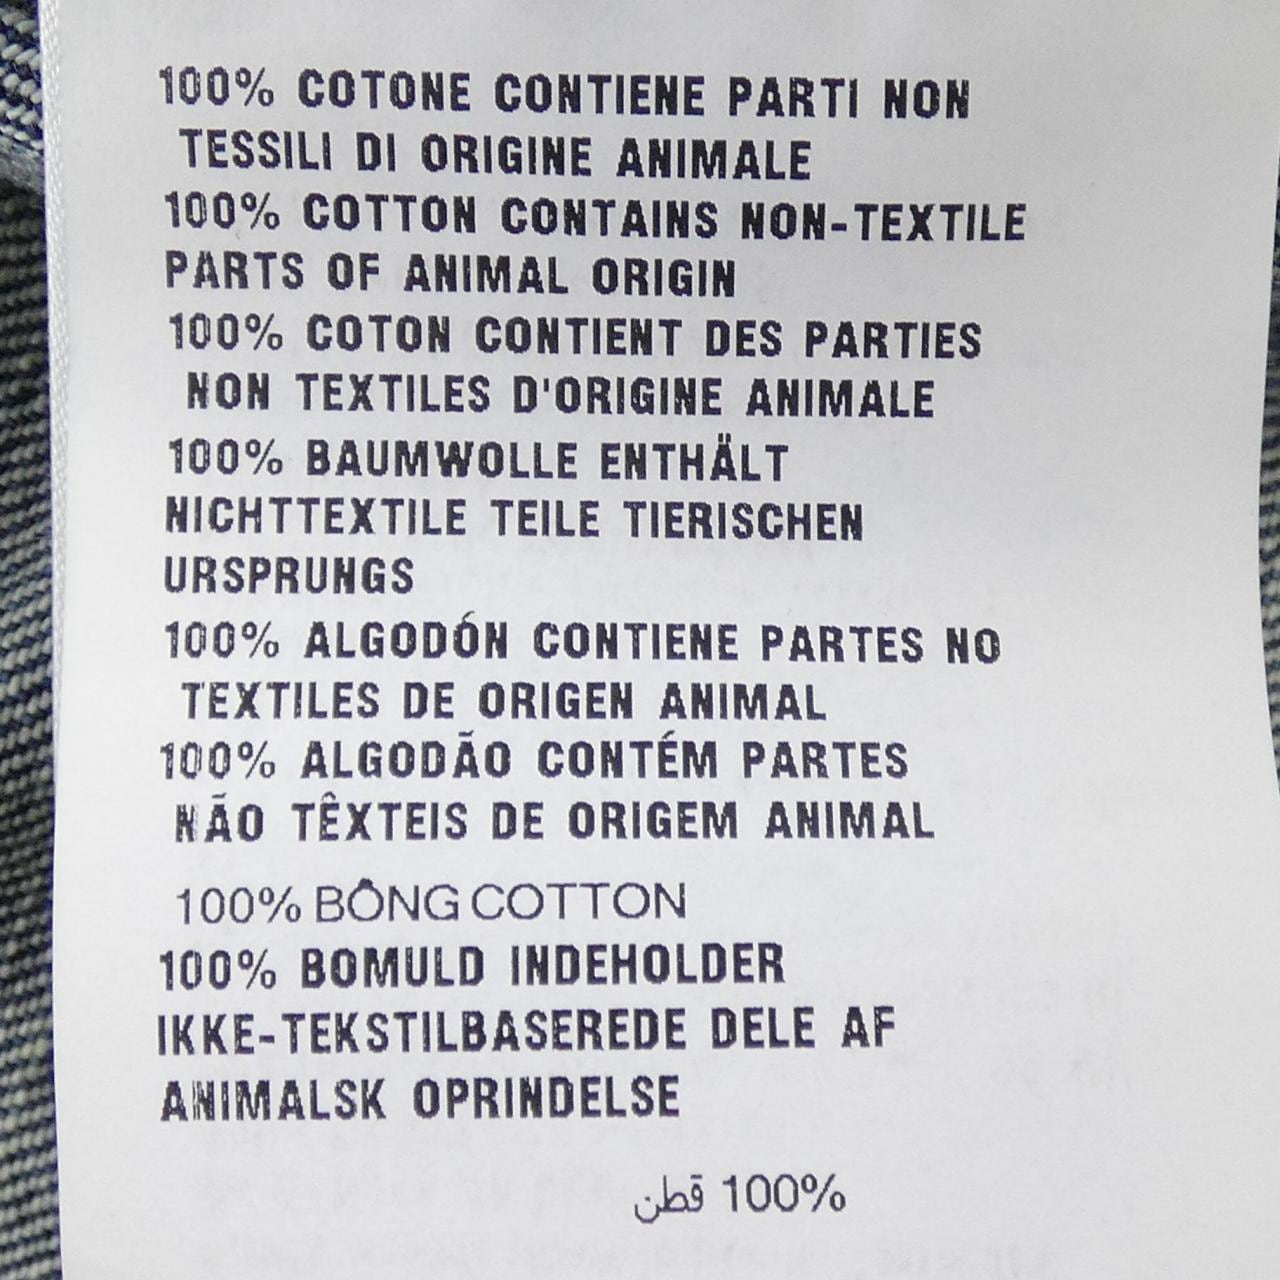 100% COTONE CONTIENE PARTI NON
TESSILI DI ORIGINE ANIMALE
100% COTTON CONTAINS NON-TEXTILE
PARTS OF ANIMAL ORIGIN
100% COTON CONTIENT DES PARTIES
NON TEXTILES D'ORIGINE ANIMALE
100% BAUMWOLLE ENTHÄLT
NICHTTEXTILE TEILE TIERISCHEN
URSPRUNGS
100% ALGODÓN CONTIENE PARTES NO
TEXTILES DE ORIGEN ANIMAL
100% ALGODÃO CONTÉM PARTES
NÃO TÊXTEIS DE ORIGEM ANIMAL
100% BÔNG COTTON
100% BOMULD INDEHOLDER
IKKE-TEKSTILBASEREDE DELE AF
ANIMALSK OPRINDELSE
100% قطن